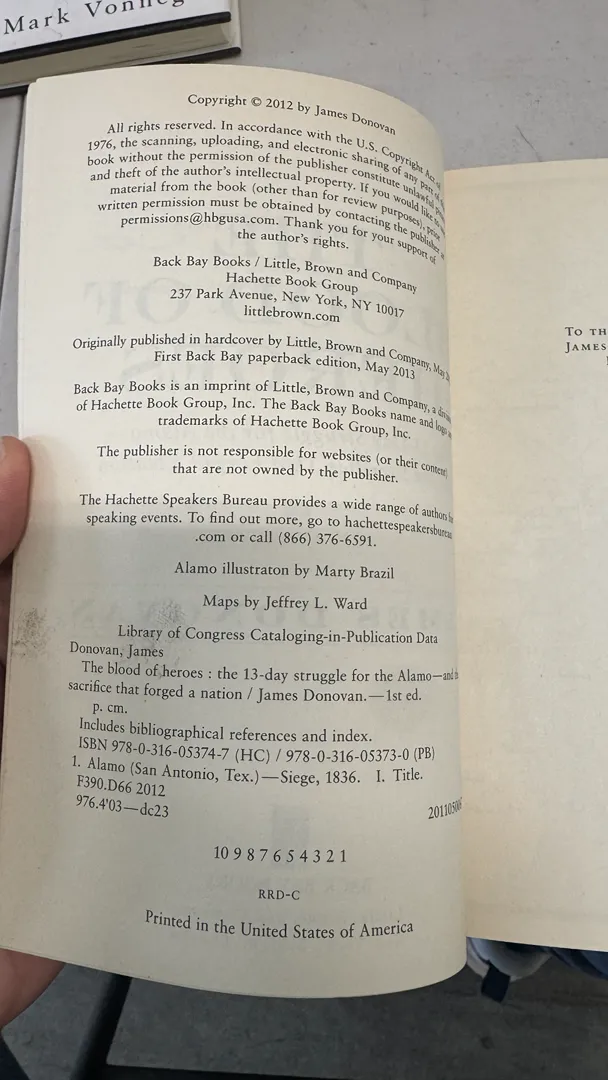 Mark Vonneg
Copyright © 2012 by James Donovan
All rights reserved. In accordance with the U.S. Copyright Act of
1976, the scanning, uploading, and electronic sharing of any part of
book without the permission of the publisher constitute unlawful
and theft of the author's intellectual property. If you would like to
material from the book (other than for review purposes), prior
written permission must be obtained by contacting the publisher
permissions@hbgusa.com. Thank you for your support of
the author's rights.
Back Bay Books / Little, Brown and Company
Hachette Book Group
237 Park Avenue, New York, NY 10017
littlebrown.com
Originally published in hardcover by Little, Brown and Company, May
First Back Bay paperback edition, May 2013
Back Bay Books is an imprint of Little, Brown and Company, a
of Hachette Book Group, Inc. The Back Bay Books name and logo
trademarks of Hachette Book Group, Inc.
The publisher is not responsible for websites (or their content)
that are not owned by the publisher.
The Hachette Speakers Bureau provides a wide range of authors
speaking events. To find out more, go to hachettespeakersbureau
.com or call (866) 376-6591.
Alamo illustraton by Marty Brazil
Maps by Jeffrey L. Ward
Library of Congress Cataloging-in-Publication Data
Donovan, James
The blood of heroes : the 13-day struggle for the Alamo—and
sacrifice that forged a nation / James Donovan.—1st ed.
p. cm.
Includes bibliographical references and index.
ISBN 978-0-316-05374-7 (HC) / 978-0-316-05373-0 (PB)
1. Alamo (San Antonio, Tex.)—Siege, 1836. I. Title.
F390.D66 2012
976.4'03—dc23
10 9 8 7 6 5 4 3 2 1
RRD-C
Printed in the United States of America
To th
James